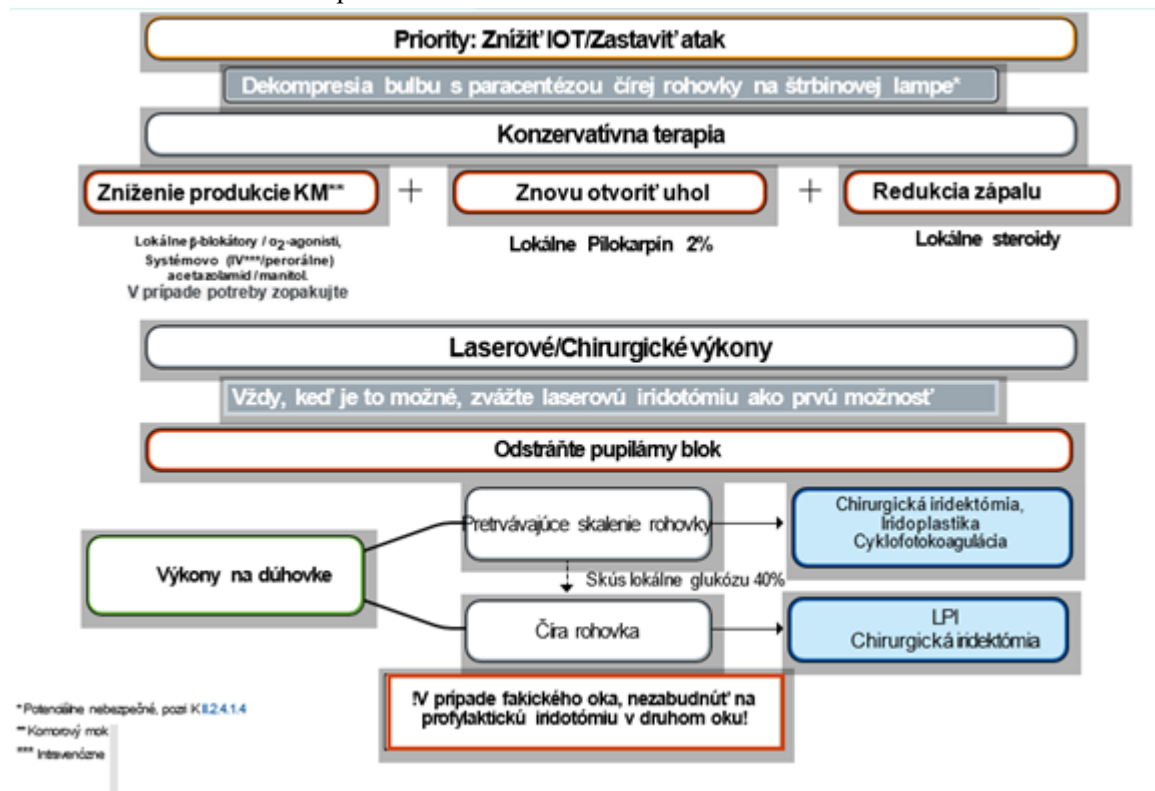 Priority: Znížiť IOT/Zastaviť atak
Dekompresia bulbu s paracentézou čírej rohovky na štrbinovej lampe*
Konzervatívna terapia
Zníženie produkcie KM** + Znovu otvoriť uhol + Redukcia zápalu
Lokálne β-blokátory / α2-agonisti,
Systémovo (IV***/perorálne)
acetazolamid/manitol.
V prípade potreby zopakujte
Lokálne Pilokarpín 2%
Lokálne steroidy
Laserové/Chirurgické výkony
Vždy, keď je to možné, zvážte laserovú iridotómiu ako prvú možnosť
Odstráňte pupilárny blok
Výkony na dúhovke
Pretrvávajúce skalenie rohovky
Chirurgická iridektómia,
Iridoplastika
Cyklofotokoagulácia
Skús lokálne glukózu 40%
Číra rohovka
LPI
Chirurgická iridektómia
!V prípade fakického oka, nezabudnúť na
profylaktickú iridotómiu v druhom oku!
* Potenciálne nebezpečné, pozri K II.2.4.1.4
** Komorový mok
*** Intravenózne